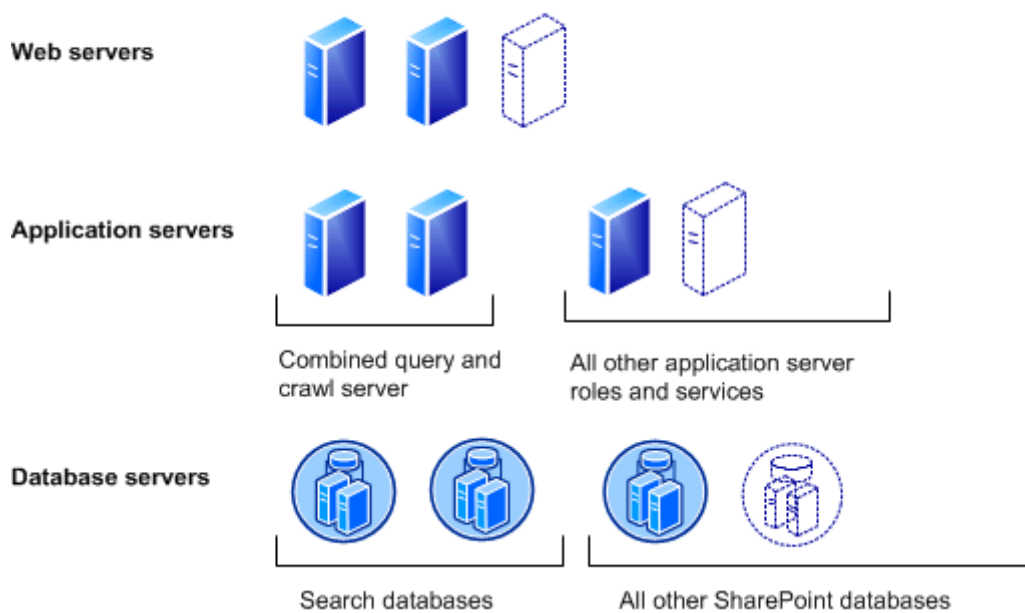 Web servers
Application servers
Combined query and
crawl server
All other application server
roles and services
Database servers
Search databases
All other SharePoint databases